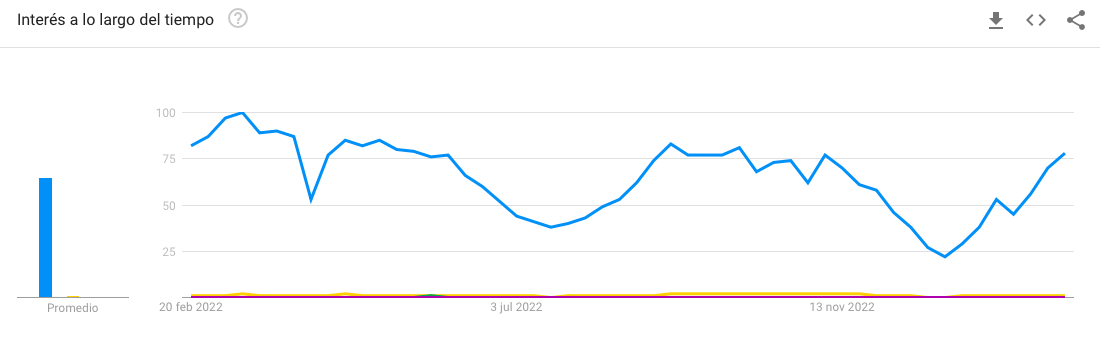 Interés a lo largo del tiempo ?
100
75
50
25
Promedio
20 feb 2022
3 jul 2022
13 nov 2022